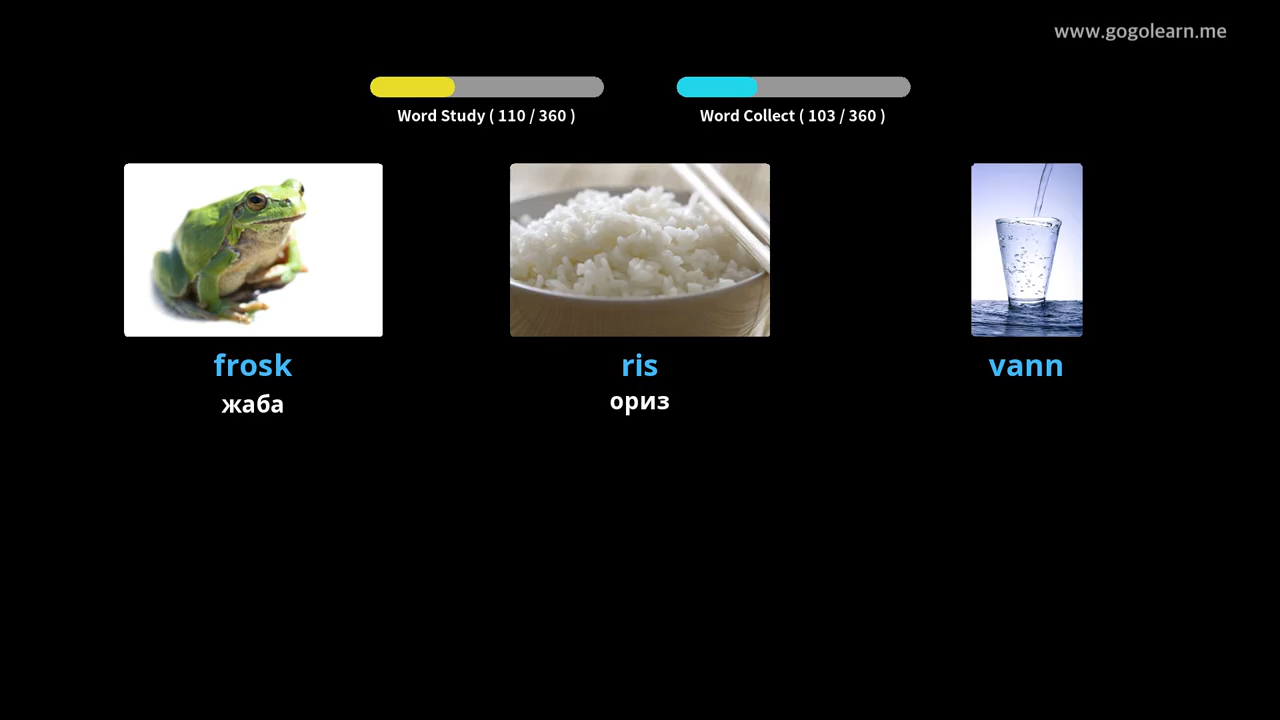 www.gogolearn.me
Word Study ( 110 / 360 )
Word Collect ( 103 / 360 )
frosk
жаба
ris
ориз
vann